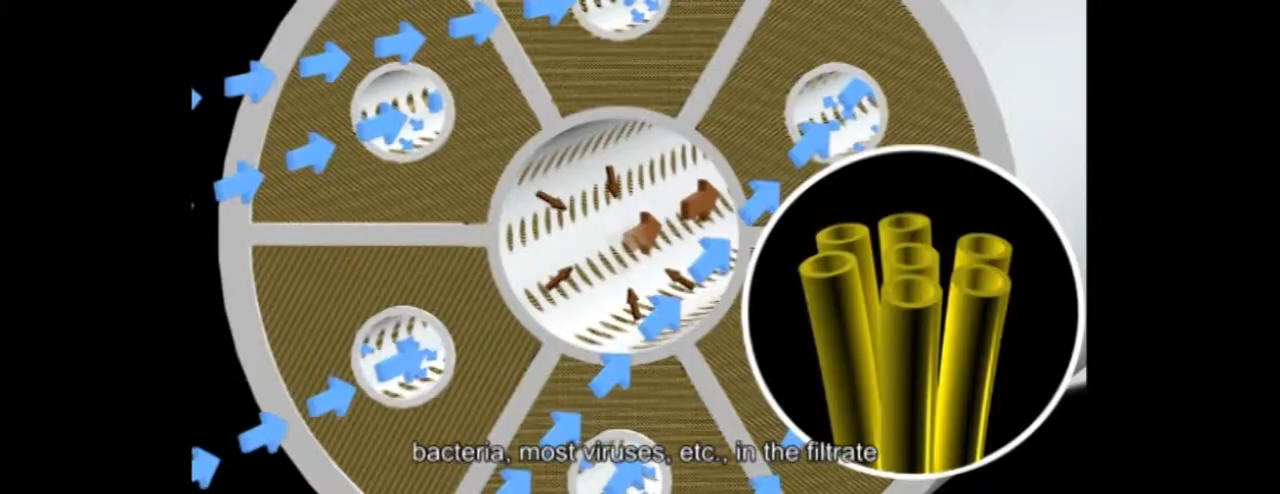 bacteria, most viruses, etc., in the filtrate